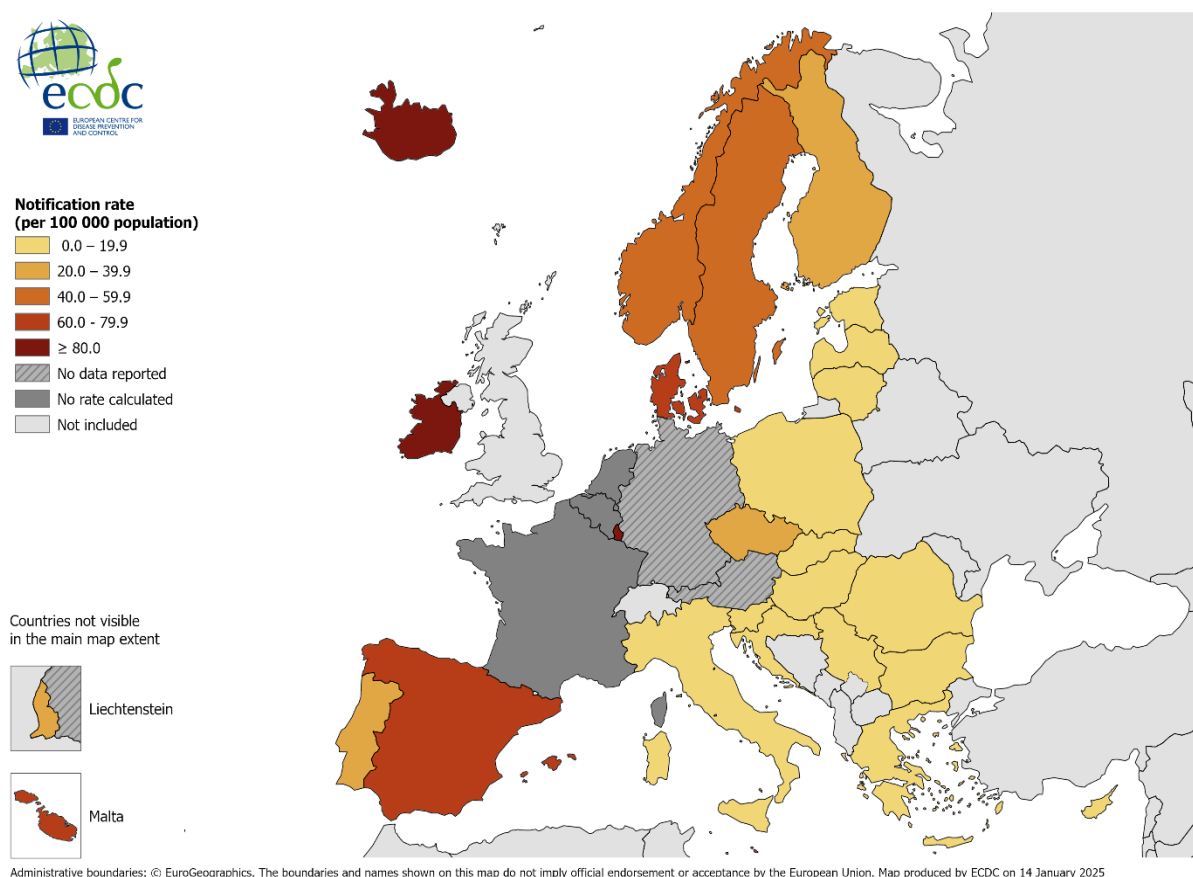 ecdc
EUROPEAN CENTRE FOR
DISEASE PREVENTION
AND CONTROL
Notification rate
(per 100 000 population)
0.0 – 19.9
20.0 – 39.9
40.0 – 59.9
60.0 - 79.9
≥ 80.0
No data reported
No rate calculated
Not included
Countries not visible
in the main map extent
Liechtenstein
Malta
Administrative boundaries: © EuroGeographics. The boundaries and names shown on this map do not imply official endorsement or acceptance by the European Union. Map produced by ECDC on 14 January 2025